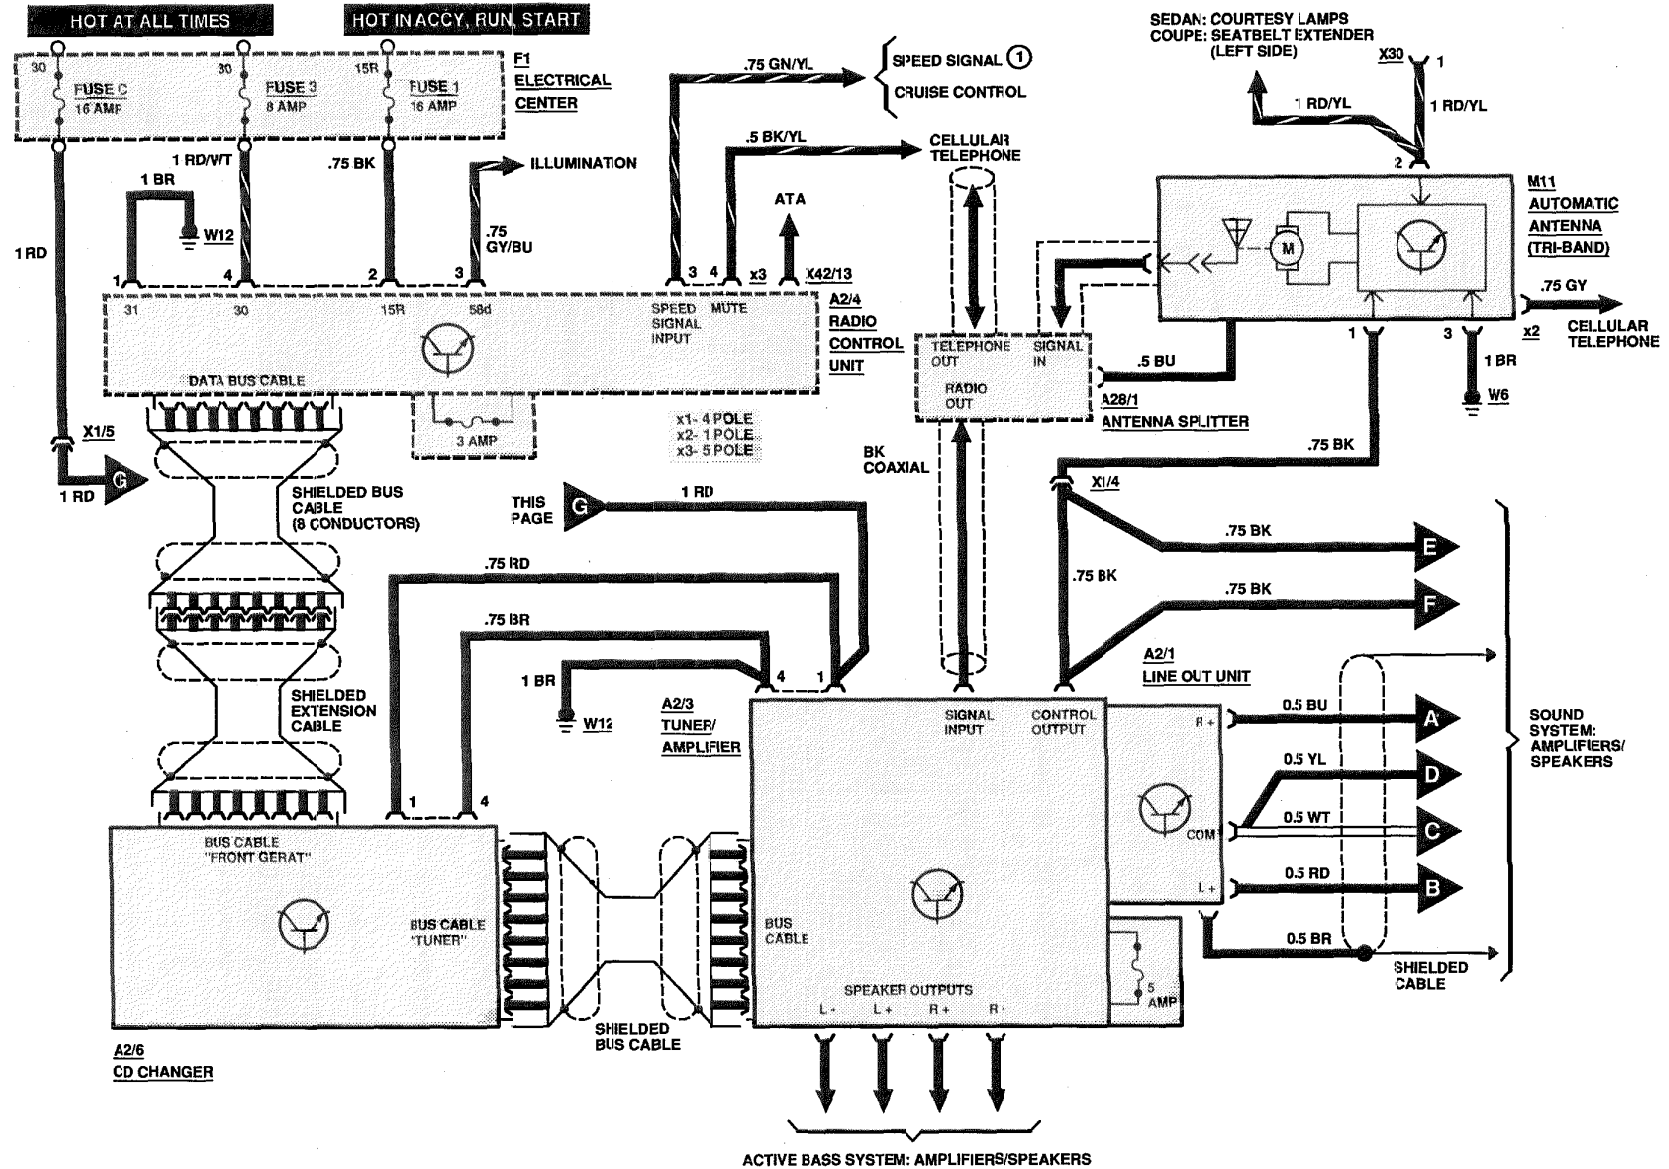 HOT AT ALL TIMES
HOT IN ACCY, RUN, START
30
FUSE C
16 AMP
30
FUSE 3
8 AMP
15R
FUSE 1
16 AMP
F1
ELECTRICAL
CENTER
.75 GN/YL
SPEED SIGNAL 1
CRUISE CONTROL
SEDAN: COURTESY LAMPS
COUPE: SEATBELT EXTENDER
(LEFT SIDE)
X30
1
1 RD/YL
1 RD/YL
2
1 RD/WT
.75 BK
ILLUMINATION
.5 BK/YL
CELLULAR
TELEPHONE
1 BR
W12
.75
GY/BU
ATA
1 RD
M11
AUTOMATIC
ANTENNA
(TRI-BAND)
M
.75 GY
x2
CELLULAR
TELEPHONE
1
4
2
3
3
4
x3
X42/13
31
30
15R
58d
SPEED
SIGNAL
INPUT
MUTE
A2/4
RADIO
CONTROL
UNIT
DATA BUS CABLE
3 AMP
x1- 4 POLE
x2- 1 POLE
x3- 5 POLE
TELEPHONE
OUT
SIGNAL
IN
RADIO
OUT
.5 BU
A28/1
ANTENNA SPLITTER
1
3
1 BR
W6
X1/5
1 RD
G
SHIELDED BUS
CABLE
(8 CONDUCTORS)
BK
COAXIAL
.75 BK
X1/4
THIS
PAGE
G
1 RD
.75 RD
.75 BR
.75 BK
E
.75 BK
.75 BK
F
SHIELDED
EXTENSION
CABLE
1 BR
W12
4
1
A2/3
TUNER/
AMPLIFIER
SIGNAL
INPUT
CONTROL
OUTPUT
A2/1
LINE OUT UNIT
R +
0.5 BU
A
0.5 YL
D
COM
0.5 WT
C
L +
0.5 RD
B
0.5 BR
SHIELDED
CABLE
SOUND
SYSTEM:
AMPLIFIERS/
SPEAKERS
1
4
BUS CABLE
"FRONT GERAT"
BUS CABLE
"TUNER"
BUS
CABLE
5
AMP
SPEAKER OUTPUTS
L -
L +
R +
R
SHIELDED
BUS CABLE
A2/6
CD CHANGER
ACTIVE BASS SYSTEM: AMPLIFIERS/SPEAKERS